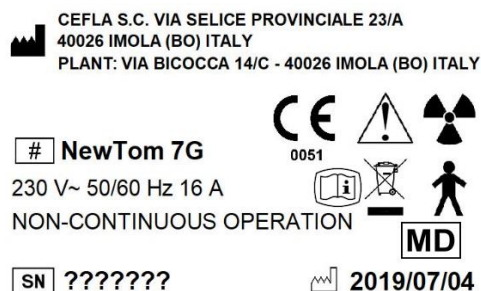 CEFLA S.C. VIA SELICE PROVINCIALE 23/A
40026 IMOLA (BO) ITALY
PLANT: VIA BICOCCA 14/C - 40026 IMOLA (BO) ITALY
CE
0051
# NewTom 7G
230 V~ 50/60 Hz 16 A
i
NON-CONTINUOUS OPERATION
MD
SN ???????
2019/07/04